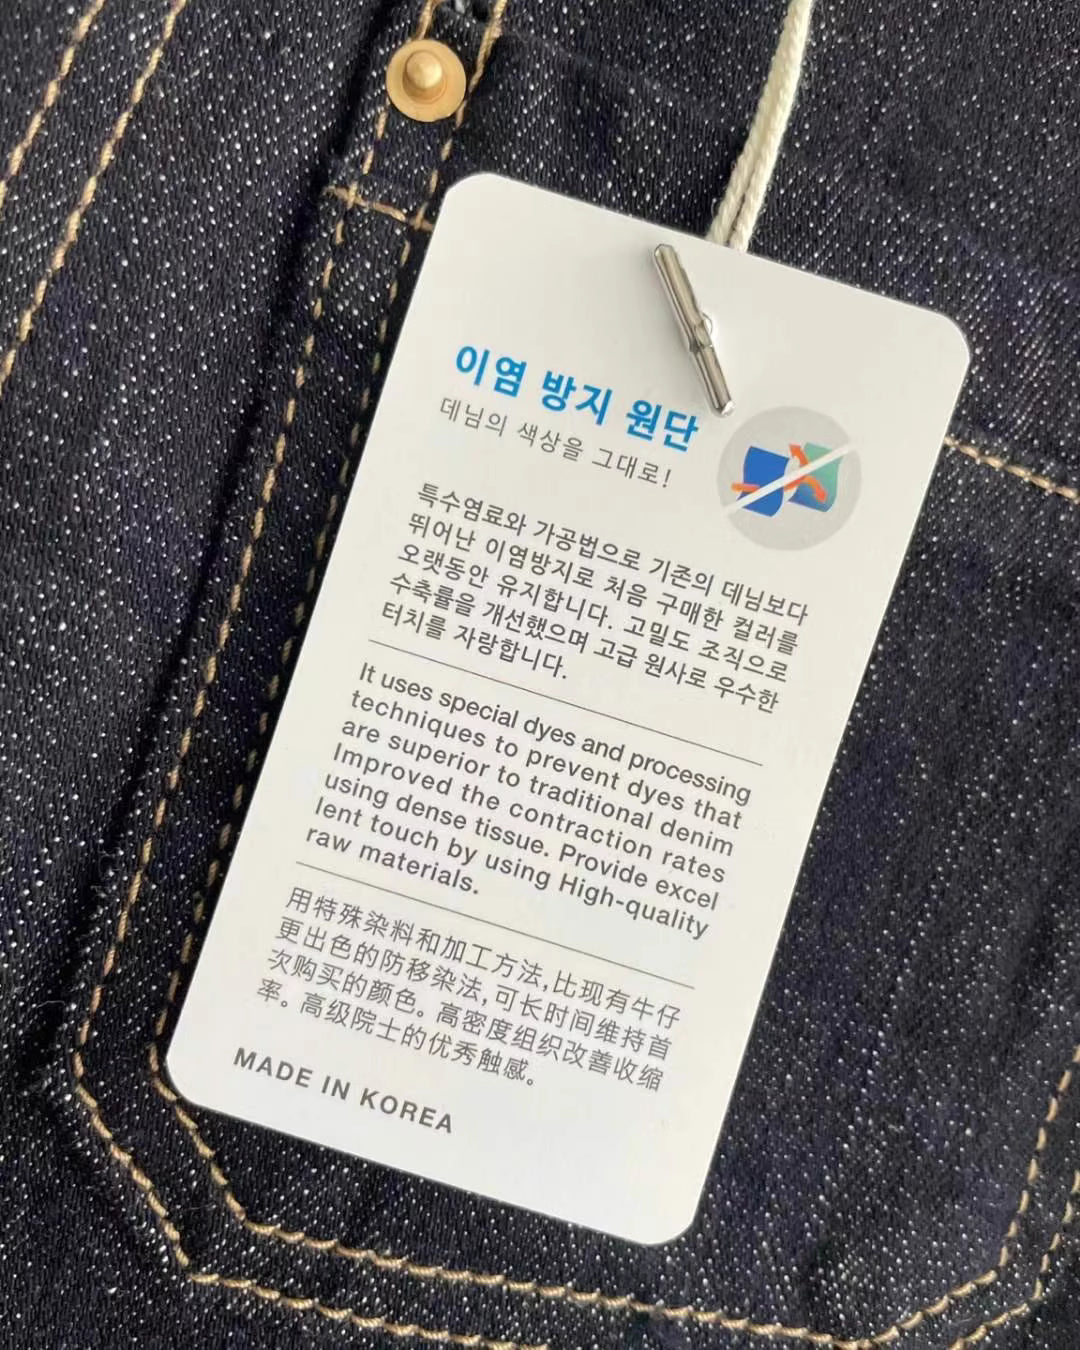 이염 방지 원단
데님의 색상을 그대로!
특수염료와 가공법으로 기존의 데님보다
뛰어난 이염방지로 처음 구매한 컬러를
오랫동안 유지합니다. 고밀도 조직으로
수축률을 개선했으며 고급 원사로 우수한
터치를 자랑합니다.
It uses special dyes and processing
techniques to prevent dyes that
are superior to traditional denim
Improved the contraction rates
using dense tissue. Provide excel
lent touch by using High-quality
raw materials.
用特殊染料和加工方法,比现有牛仔
更出色的防移染法,可长时间维持首
次购买的颜色。高密度组织改善收缩
率。高级院士的优秀触感。
MADE IN KOREA